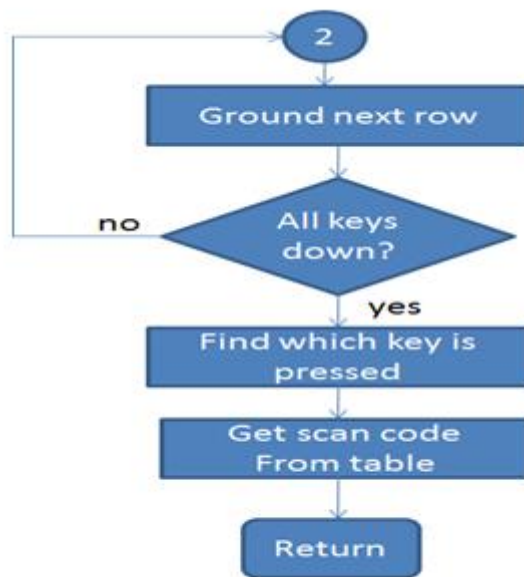 2
Ground next row
All keys
down?
no
yes
Find which key is
pressed
Get scan code
From table
Return